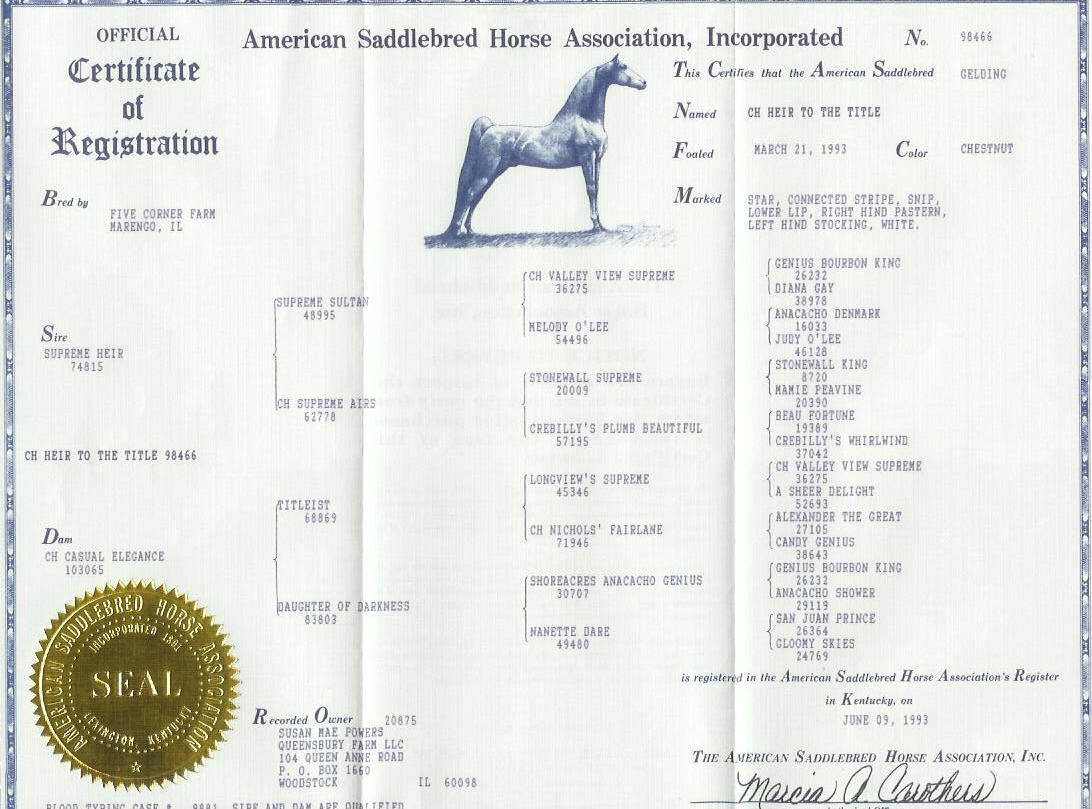 OFFICIAL
Certificate
of
Registration
American Saddlebred Horse Association, Incorporated
No. 98466
This Certifies that the American Saddlebred GELDING
Named CH HEIR TO THE TITLE
Foaled MARCH 21, 1993 Color CHESTNUT
Marked STAR, CONNECTED STRIPE, SNIP,
LOWER LIP, RIGHT HIND PASTERN,
LEFT HIND STOCKING, WHITE.
Bred by
FIVE CORNER FARM
MARENGO, IL
Sire
SUPREME HEIR
74815
CH HEIR TO THE TITLE 98466
Dam
CH CASUAL ELEGANCE
103065
SUPREME SULTAN
48995
CH SUPREME AIRS
62778
TITLEIST
68869
DAUGHTER OF DARKNESS
83803
CH VALLEY VIEW SUPREME
36275
MELODY O'LEE
54496
STONEWALL SUPREME
20009
CREBILLY'S PLUMB BEAUTIFUL
57195
LONGVIEW'S SUPREME
45346
CH NICHOLS' FAIRLANE
71946
SHOREACRES ANACACHO GENIUS
30707
NANETTE DARE
49480
GENIUS BOURBON KING
26232
DIANA GAY
38978
ANACACHO DENMARK
16033
JUDY O'LEE
46128
STONEWALL KING
8720
MAMIE PEAVINE
20390
BEAU FORTUNE
19389
CREBILLY'S WHIRLWIND
37042
CH VALLEY VIEW SUPREME
36275
A SHEER DELIGHT
52693
ALEXANDER THE GREAT
27105
CANDY GENIUS
38643
GENIUS BOURBON KING
26232
ANACACHO SHOWER
29119
SAN JUAN PRINCE
26364
GLOOMY SKIES
24769
AMERICAN SADDLEBRED HORSE ASSOCIATION
INCORPORATED 1891
SEAL
LEXINGTON, KENTUCKY
Recorded Owner 20875
SUSAN MAE POWERS
QUEENSBURY FARM LLC
104 QUEEN ANNE ROAD
P. O. BOX 1660
WOODSTOCK IL 60098
is registered in the American Saddlebred Horse Association's Register
in Kentucky, on
JUNE 09, 1993
THE AMERICAN SADDLEBRED HORSE ASSOCIATION, INC.
Marcia A Carothers
BLOOD TYPING CASE # 9881 SIRE AND DAM ARE QUALIFIED